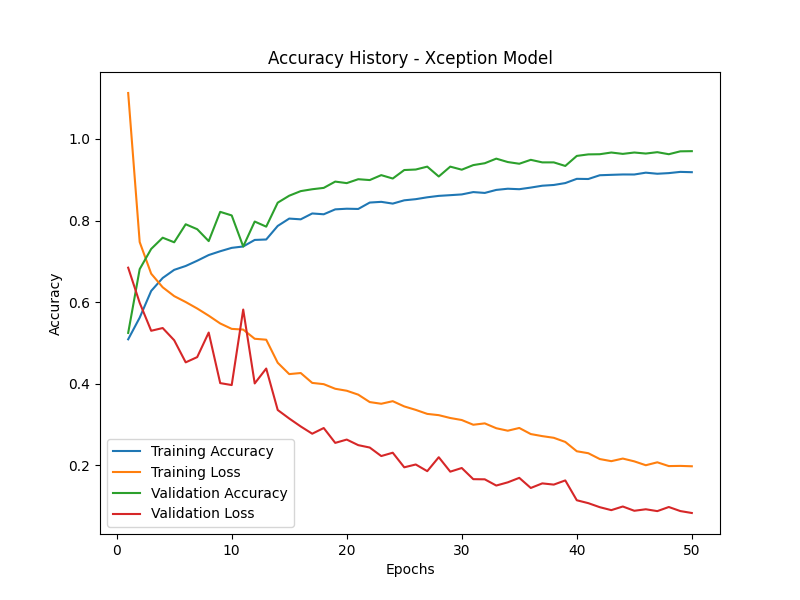 Accuracy History - Xception Model
Accuracy
1.0
0.8
0.6
0.4
0.2
Training Accuracy
Training Loss
Validation Accuracy
Validation Loss
0 10 20 30 40 50
Epochs